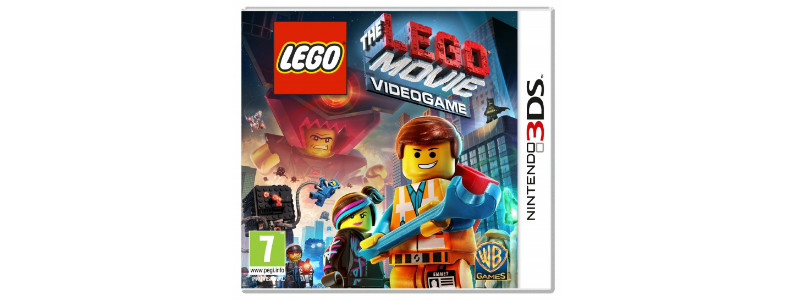 LEGO
THE
LEGO
MOVIE
VIDEOGAME
NINTENDO 3DS
7
www.pegi.info
EMMET
WB
GAMES